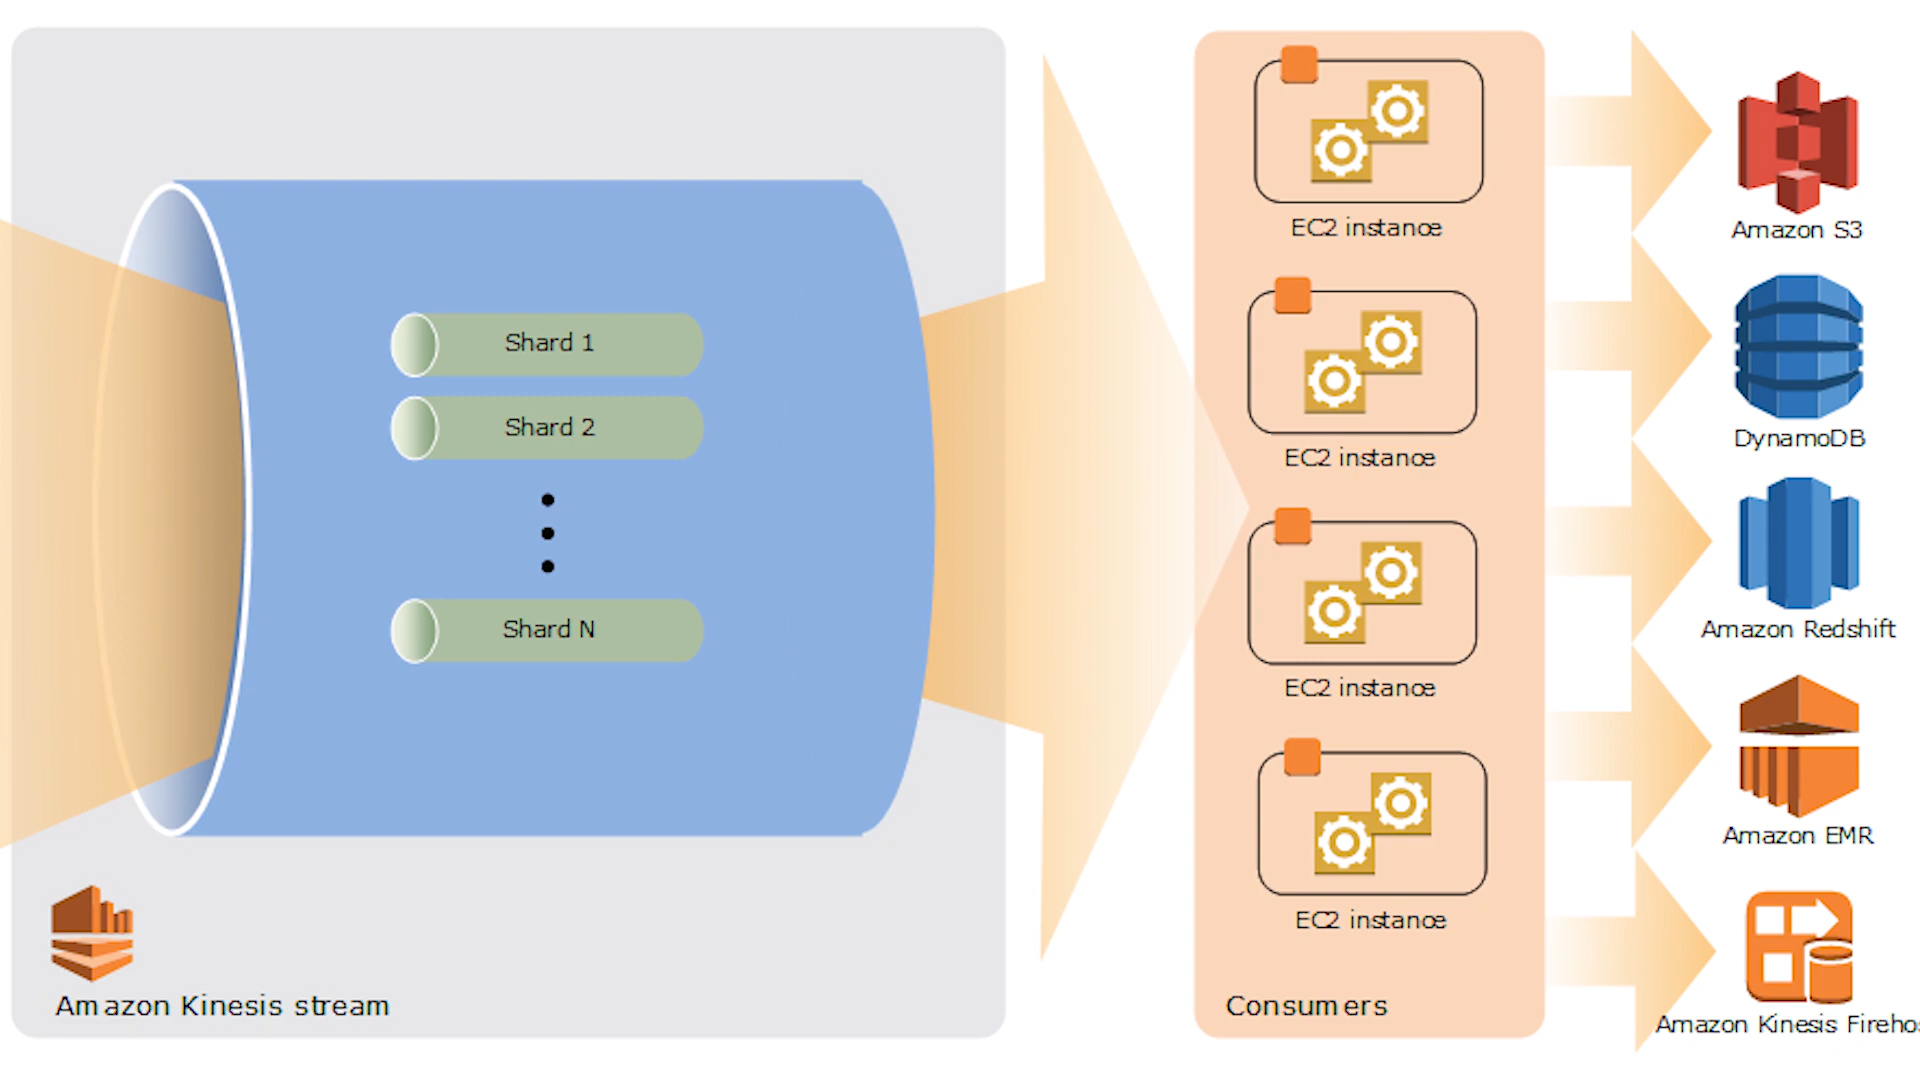 Shard 1
Shard 2
Shard N
Amazon Kinesis stream
EC2 instance
EC2 instance
EC2 instance
EC2 instance
Consumers
Amazon S3
DynamoDB
Amazon Redshift
Amazon EMR
Amazon Kinesis Fireho